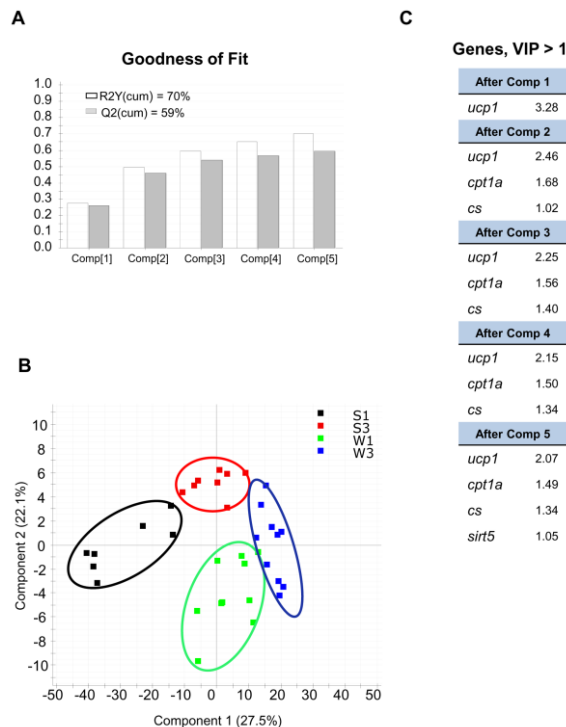 A
Goodness of Fit
1.0
0.9
0.8
0.7
0.6
0.5
0.4
0.3
0.2
0.1
0.0
R2Y(cum) = 70%
Q2(cum) = 59%
Comp[1] Comp[2] Comp[3] Comp[4] Comp[5]
B
Component 2 (22.1%)
10
8
6
4
2
0
-2
-4
-6
-8
-10
S1
S3
W1
W3
-50 -40 -30 -20 -10 0 10 20 30 40 50
Component 1 (27.5%)
C
Genes, VIP > 1
After Comp 1
ucp1 3.28
After Comp 2
ucp1 2.46
cpt1a 1.68
cs 1.02
After Comp 3
ucp1 2.25
cpt1a 1.56
cs 1.40
After Comp 4
ucp1 2.15
cpt1a 1.50
cs 1.34
After Comp 5
ucp1 2.07
cpt1a 1.49
cs 1.34
sirt5 1.05